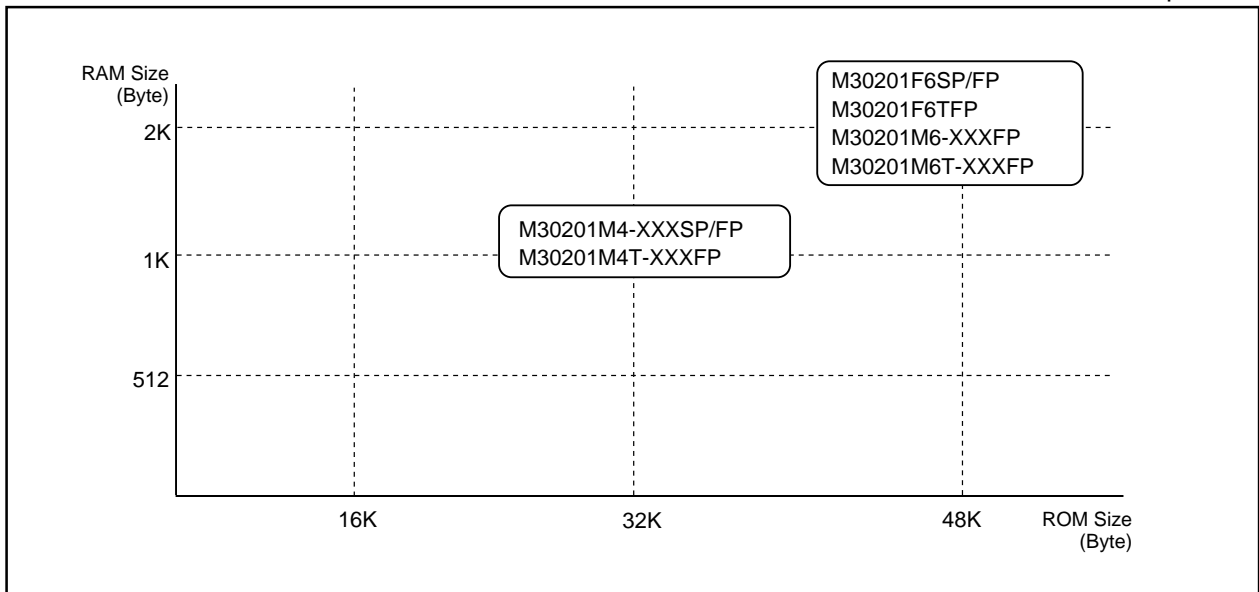 RAM Size
(Byte)
2K
1K
512
M30201F6SP/FP
M30201F6TFP
M30201M6-XXXFP
M30201M6T-XXXFP
M30201M4-XXXSP/FP
M30201M4T-XXXFP
16K
32K
48K
ROM Size
(Byte)